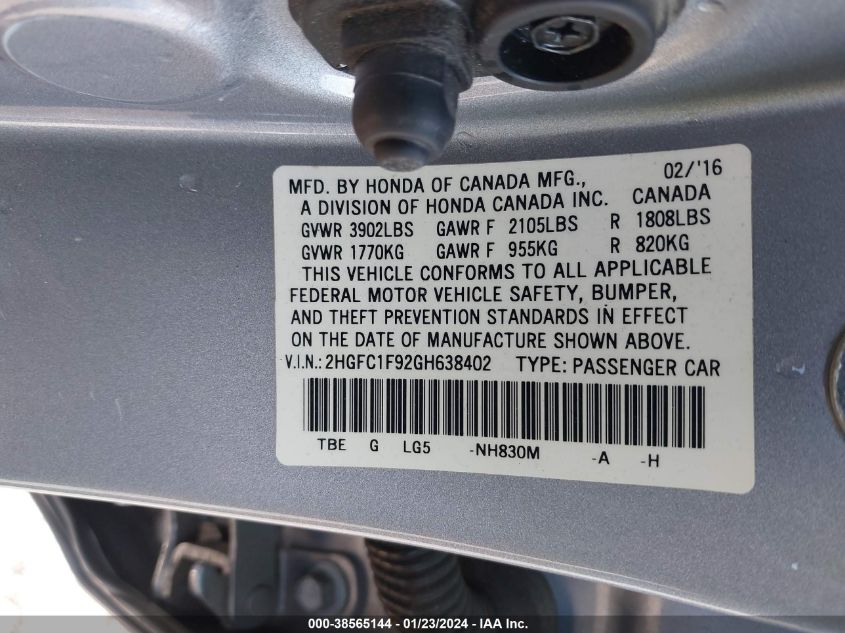 02/'16
MFD. BY HONDA OF CANADA MFG.,
A DIVISION OF HONDA CANADA INC. CANADA
GVWR 3902LBS GAWR F 2105LBS R 1808LBS
GVWR 1770KG GAWR F 955KG R 820KG
THIS VEHICLE CONFORMS TO ALL APPLICABLE
FEDERAL MOTOR VEHICLE SAFETY, BUMPER,
AND THEFT PREVENTION STANDARDS IN EFFECT
ON THE DATE OF MANUFACTURE SHOWN ABOVE.
V.I.N.: 2HGFC1F92GH638402 TYPE: PASSENGER CAR
TBE G LG5 -NH830M -A -H
000-38565144 - 01/23/2024 - IAA Inc.